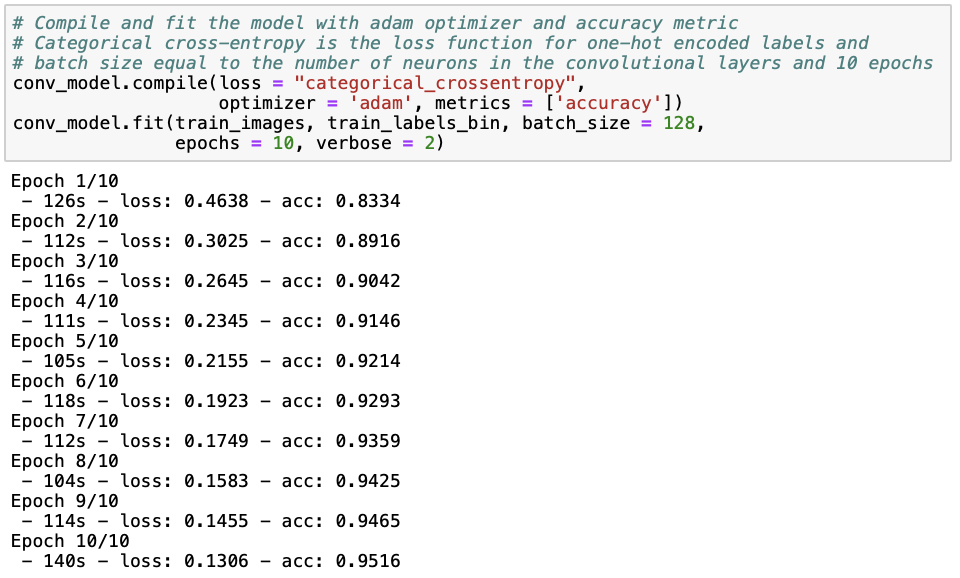 # Compile and fit the model with adam optimizer and accuracy metric
# Categorical cross-entropy is the loss function for one-hot encoded labels and
# batch size equal to the number of neurons in the convolutional layers and 10 epochs
conv_model.compile(loss = "categorical_crossentropy",
                   optimizer = 'adam', metrics = ['accuracy'])
conv_model.fit(train_images, train_labels_bin, batch_size = 128,
               epochs = 10, verbose = 2)
Epoch 1/10
 - 126s - loss: 0.4638 - acc: 0.8334
Epoch 2/10
 - 112s - loss: 0.3025 - acc: 0.8916
Epoch 3/10
 - 116s - loss: 0.2645 - acc: 0.9042
Epoch 4/10
 - 111s - loss: 0.2345 - acc: 0.9146
Epoch 5/10
 - 105s - loss: 0.2155 - acc: 0.9214
Epoch 6/10
 - 118s - loss: 0.1923 - acc: 0.9293
Epoch 7/10
 - 112s - loss: 0.1749 - acc: 0.9359
Epoch 8/10
 - 104s - loss: 0.1583 - acc: 0.9425
Epoch 9/10
 - 114s - loss: 0.1455 - acc: 0.9465
Epoch 10/10
 - 140s - loss: 0.1306 - acc: 0.9516